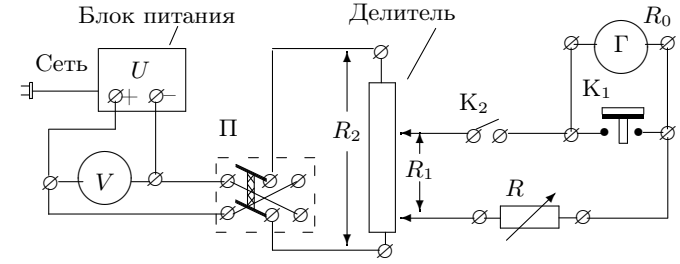 Блок питания
Делитель
R₀
Г
Сеть
U
+
−
K₁
K₂
П
R₂
R₁
V
R